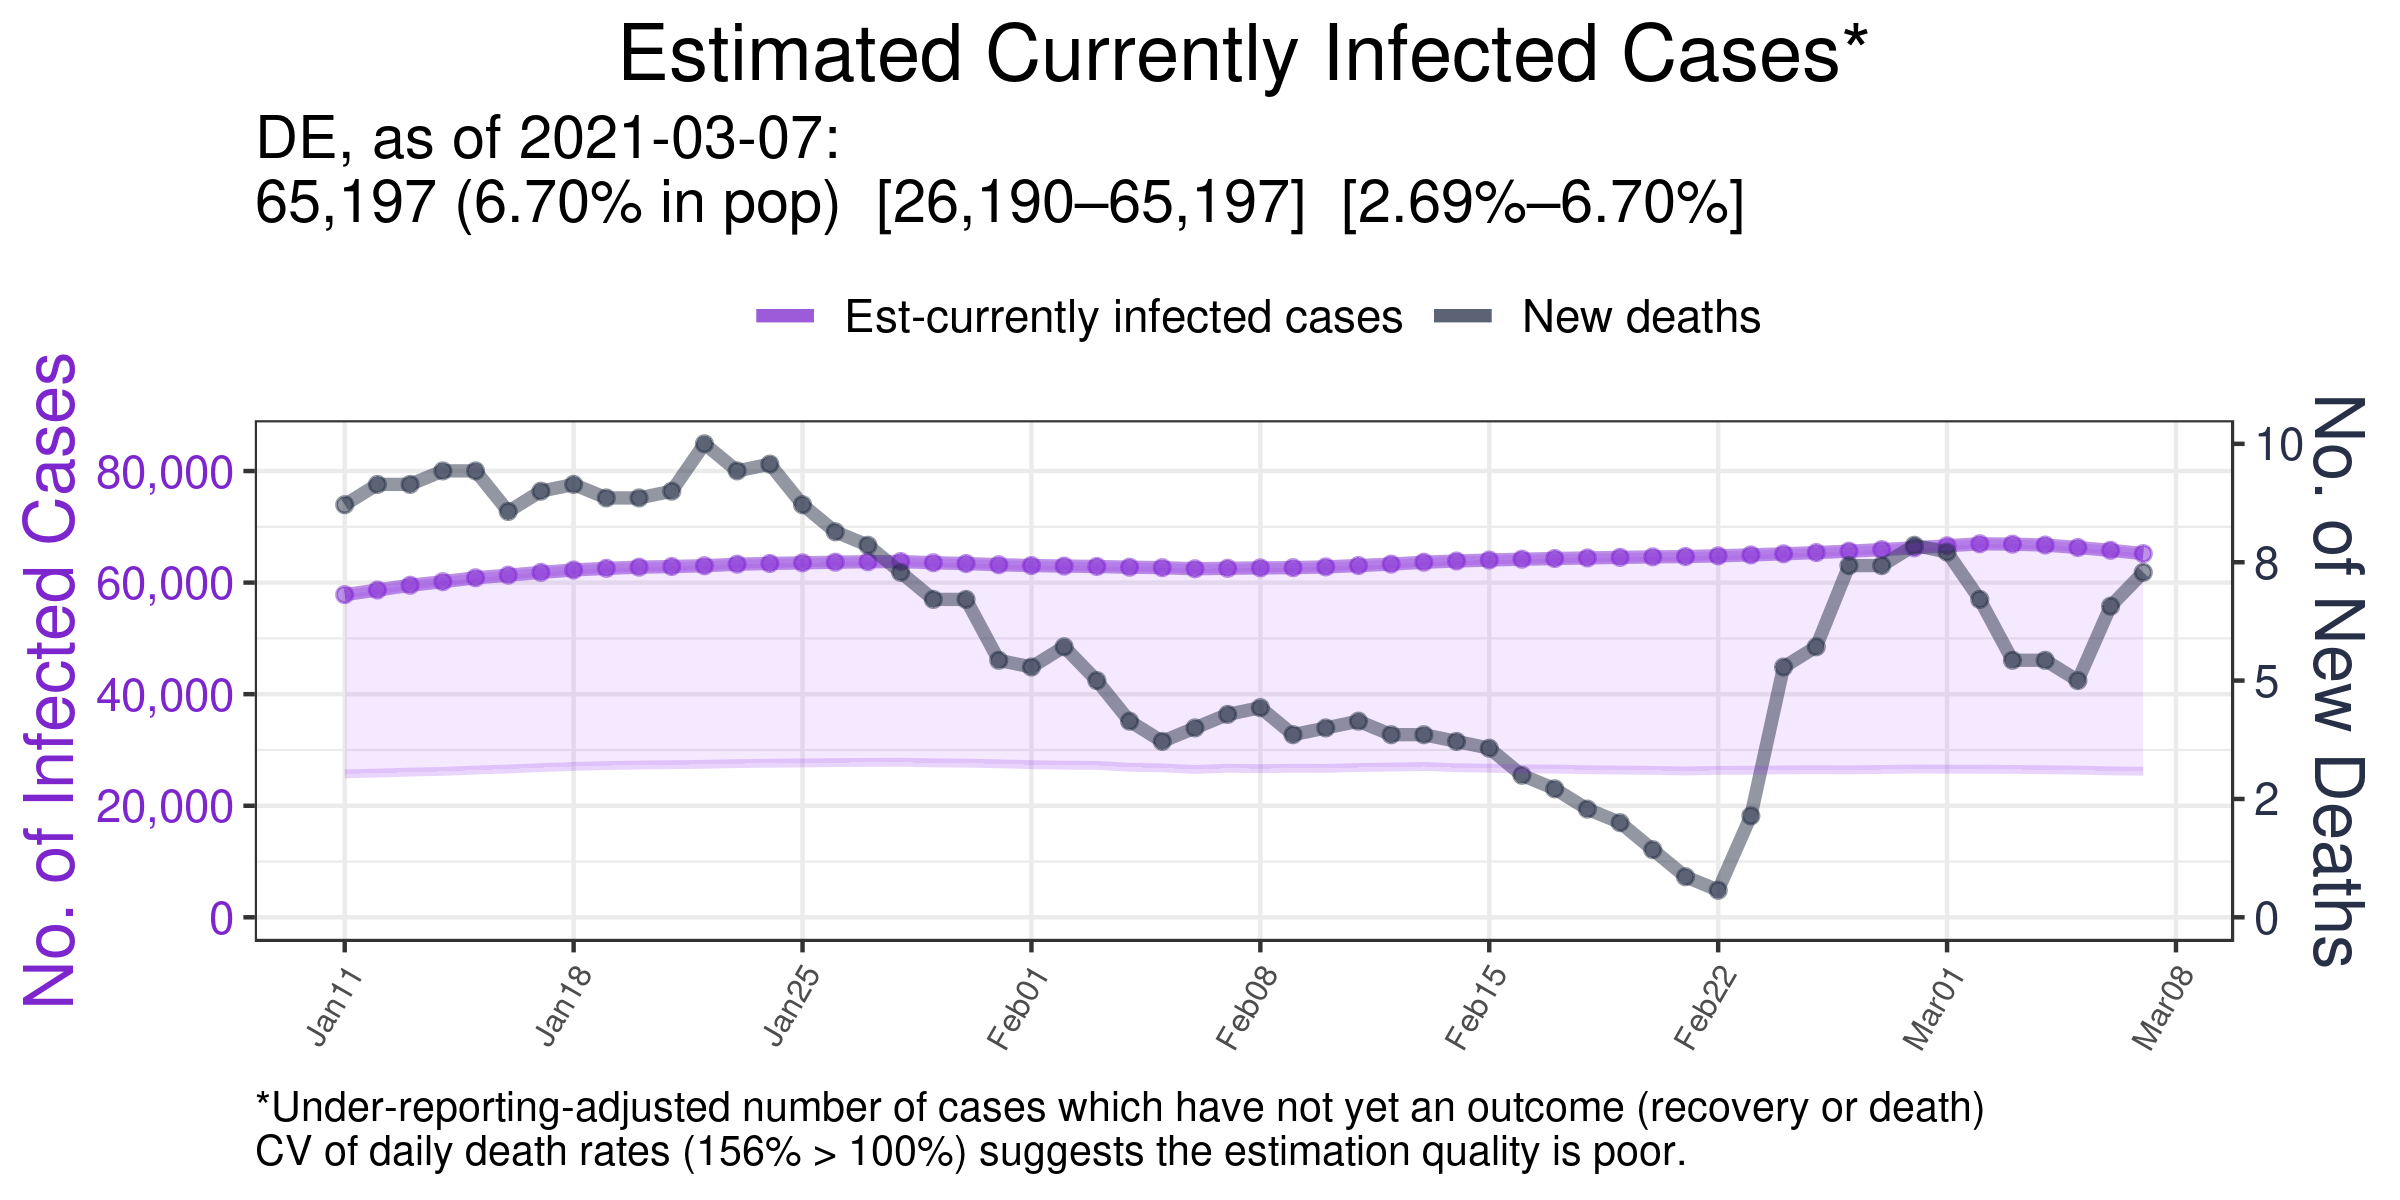 Estimated Currently Infected Cases*
DE, as of 2021-03-07:
65,197 (6.70% in pop)  [26,190–65,197]  [2.69%–6.70%]
Est-currently infected cases
New deaths
No. of Infected Cases
80,000
60,000
40,000
20,000
0
10
8
5
2
0
No. of New Deaths
Jan11
Jan18
Jan25
Feb01
Feb08
Feb15
Feb22
Mar01
Mar08
*Under-reporting-adjusted number of cases which have not yet an outcome (recovery or death)
CV of daily death rates (156% > 100%) suggests the estimation quality is poor.